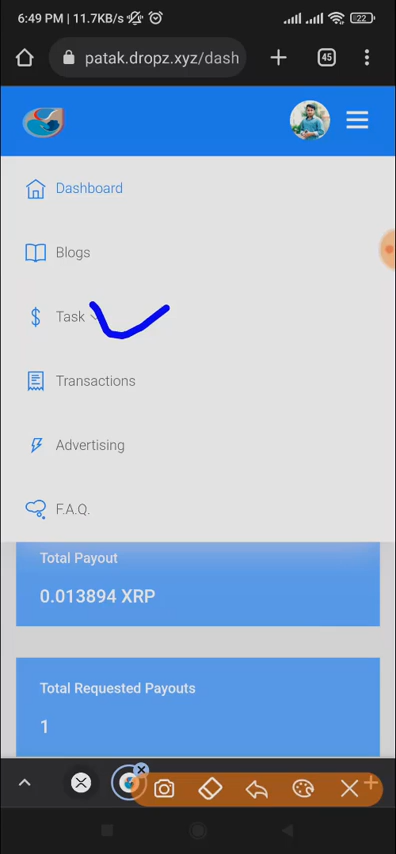 6:49 PM | 11.7KB/s
22
patak.dropz.xyz/dash
45
Dashboard
Blogs
Task
Transactions
Advertising
F.A.Q.
Total Payout
0.013894 XRP
Total Requested Payouts
1